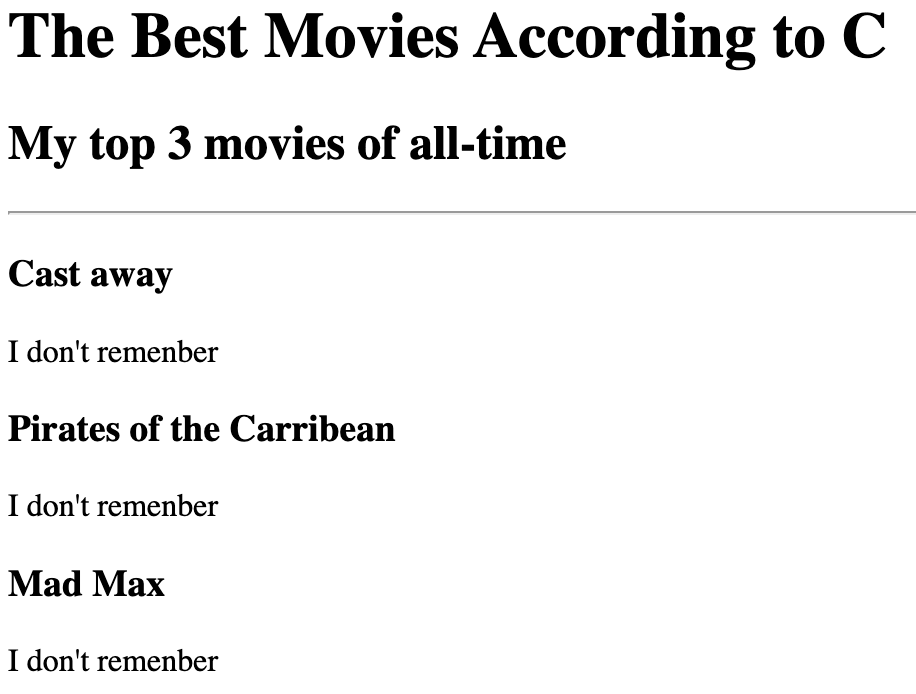 The Best Movies According to C
My top 3 movies of all-time
Cast away
I don't remenber
Pirates of the Carribean
I don't remenber
Mad Max
I don't remenber